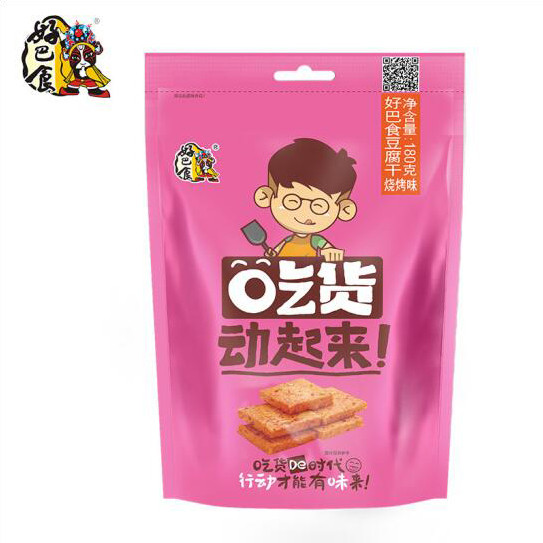 好巴食
®
好巴食
®
净含量:180克
好巴食豆腐干
烧烤味
吃货
动起来!
吃货De时代
行动才能有味来!